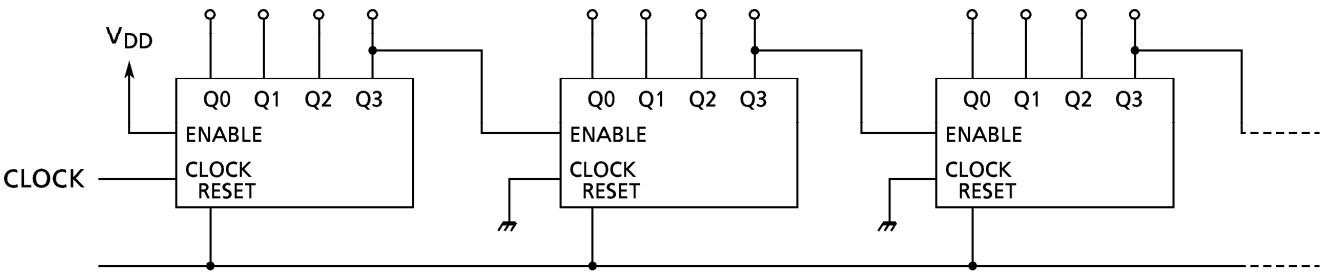 VDD
Q0 Q1 Q2 Q3
ENABLE
CLOCK
CLOCK
RESET
Q0 Q1 Q2 Q3
ENABLE
CLOCK
RESET
Q0 Q1 Q2 Q3
ENABLE
CLOCK
RESET